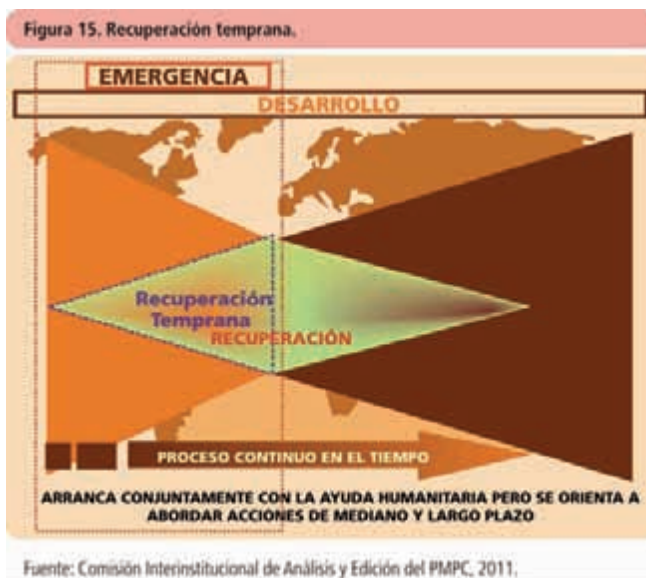 Figura 15. Recuperación temprana.
EMERGENCIA
DESARROLLO
Recuperación
Temprana
RECUPERACIÓN
PROCESO CONTINUO EN EL TIEMPO
ARRANCA CONJUNTAMENTE CON LA AYUDA HUMANITARIA PERO SE ORIENTA A
ABORDAR ACCIONES DE MEDIANO Y LARGO PLAZO
Fuente: Comisión Interinstitucional de Análisis y Edición del PMPC, 2011.